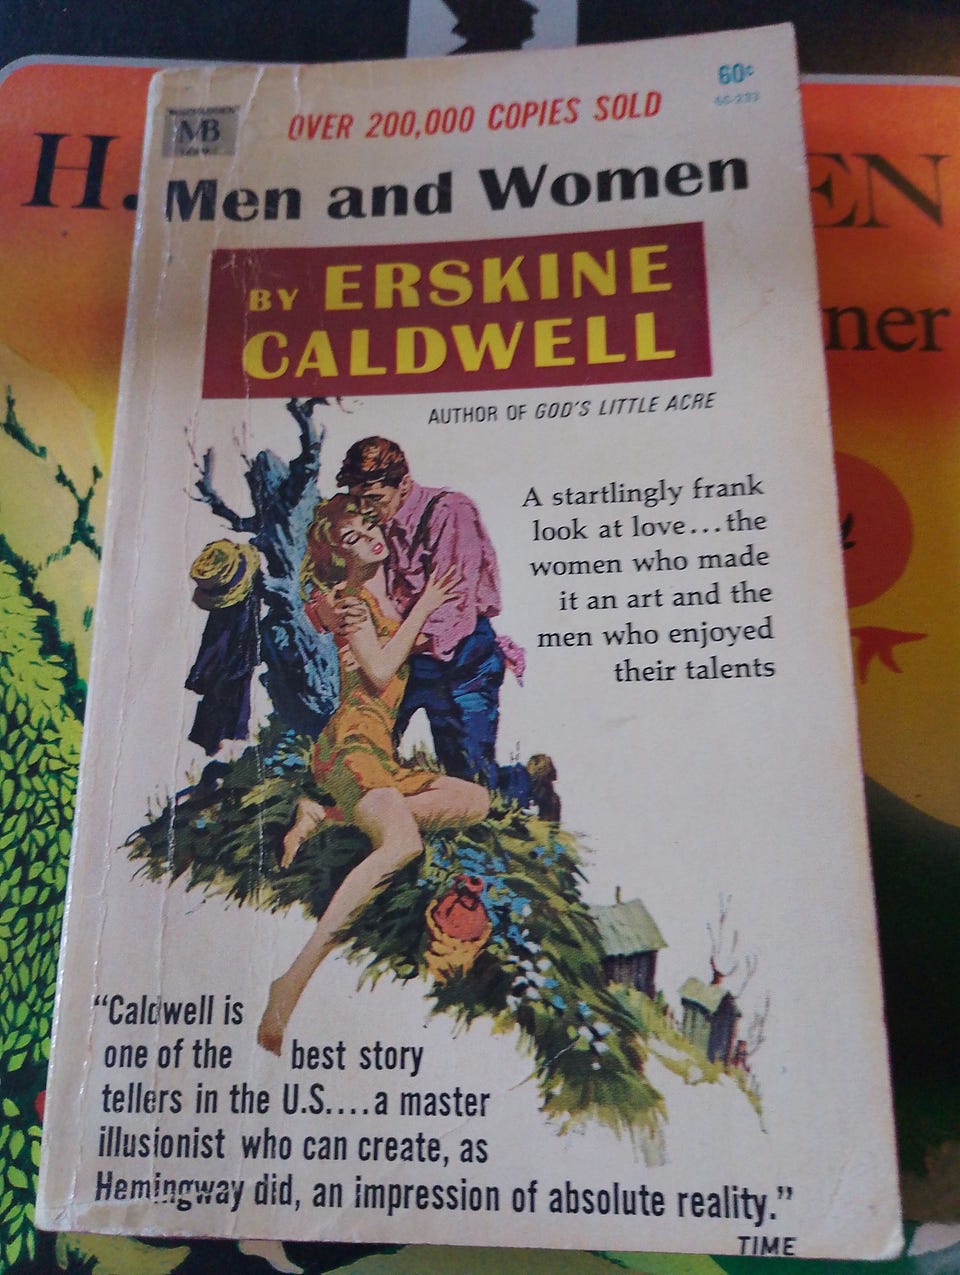 60¢
60-293
MB
OVER 200,000 COPIES SOLD
Men and Women
BY ERSKINE
CALDWELL
AUTHOR OF GOD'S LITTLE ACRE
A startlingly frank
look at love...the
women who made
it an art and the
men who enjoyed
their talents
"Caldwell is
one of the best story
tellers in the U.S....a master
illusionist who can create, as
Hemingway did, an impression of absolute reality."
TIME
H.
EN
ner